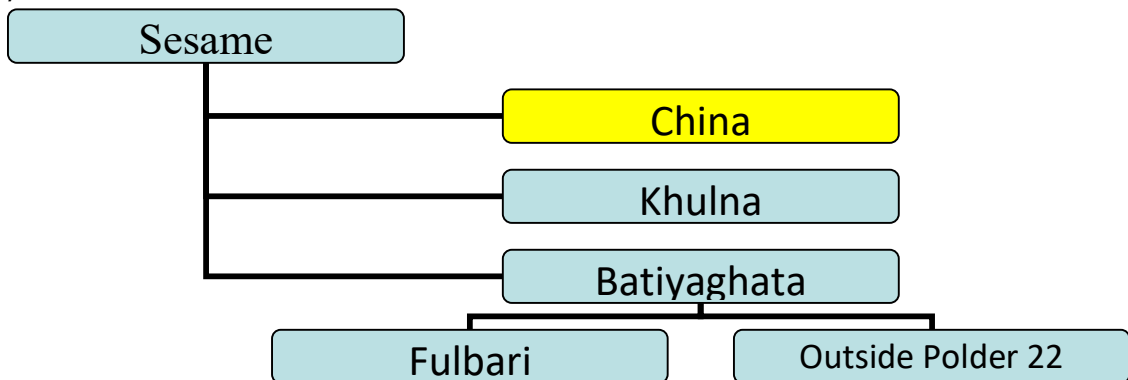 Sesame
China
Khulna
Batiyaghata
Fulbari
Outside Polder 22